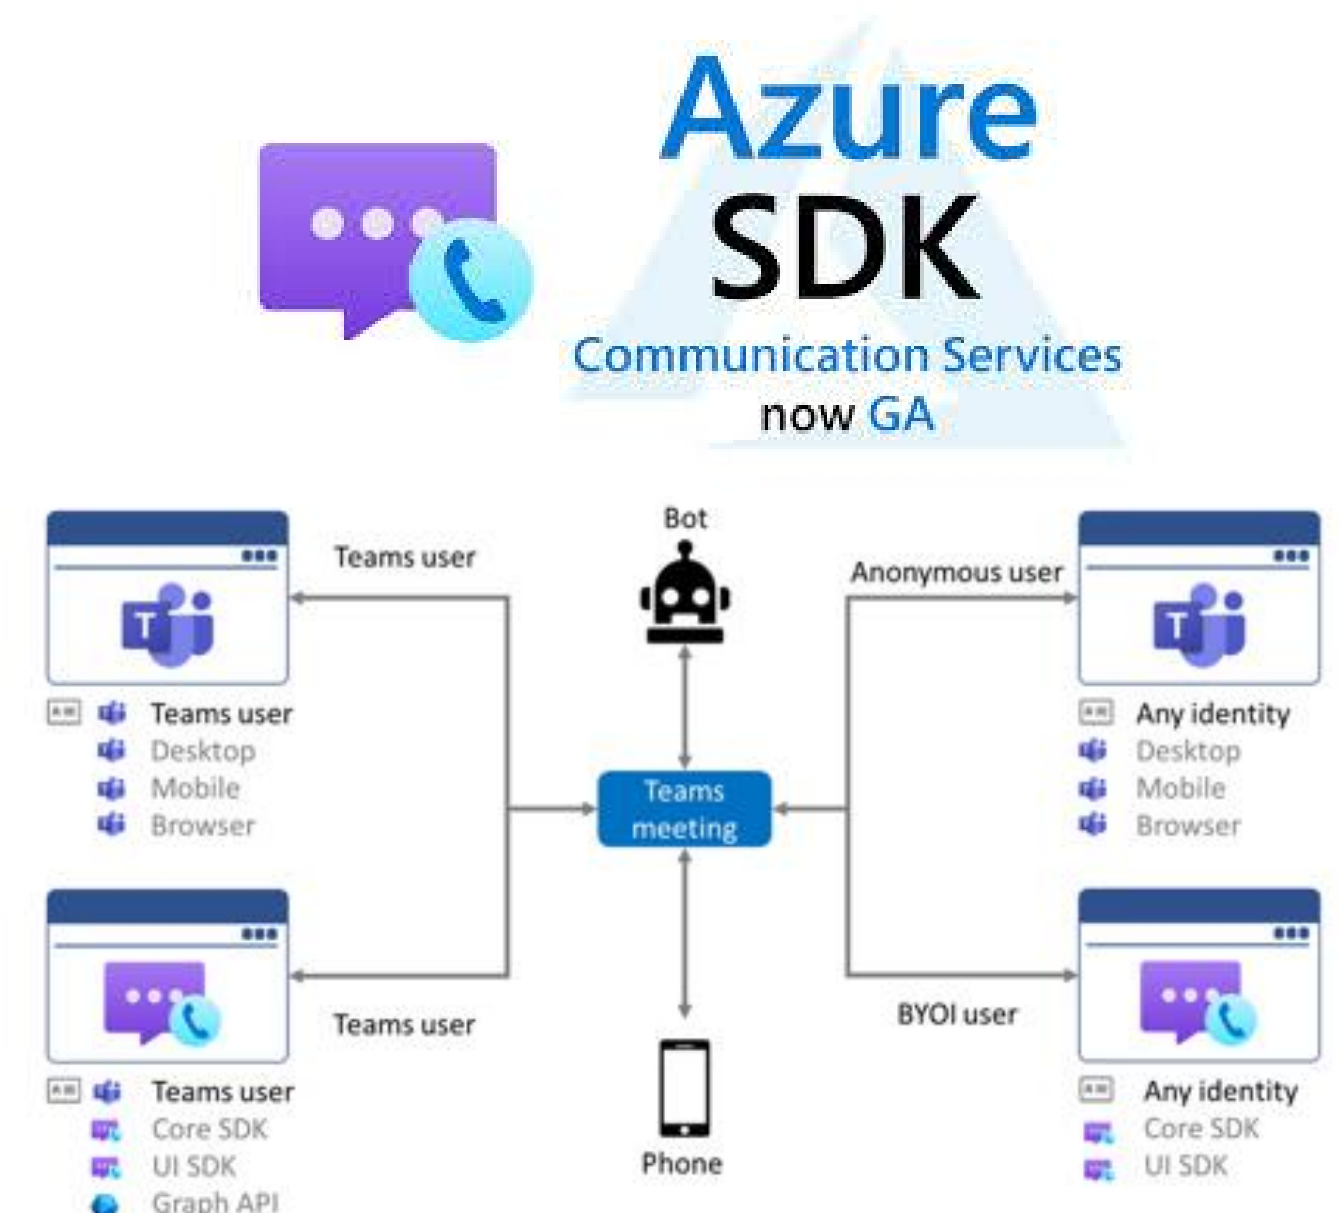 Azure
SDK
Communication Services
now GA
Bot
Teams user
Anonymous user
T
T
Teams user
Desktop
Mobile
Browser
Any identity
Desktop
Mobile
Browser
Teams
meeting
Teams user
BYOI user
Teams user
Core SDK
UI SDK
Graph API
Phone
Any identity
Core SDK
UI SDK